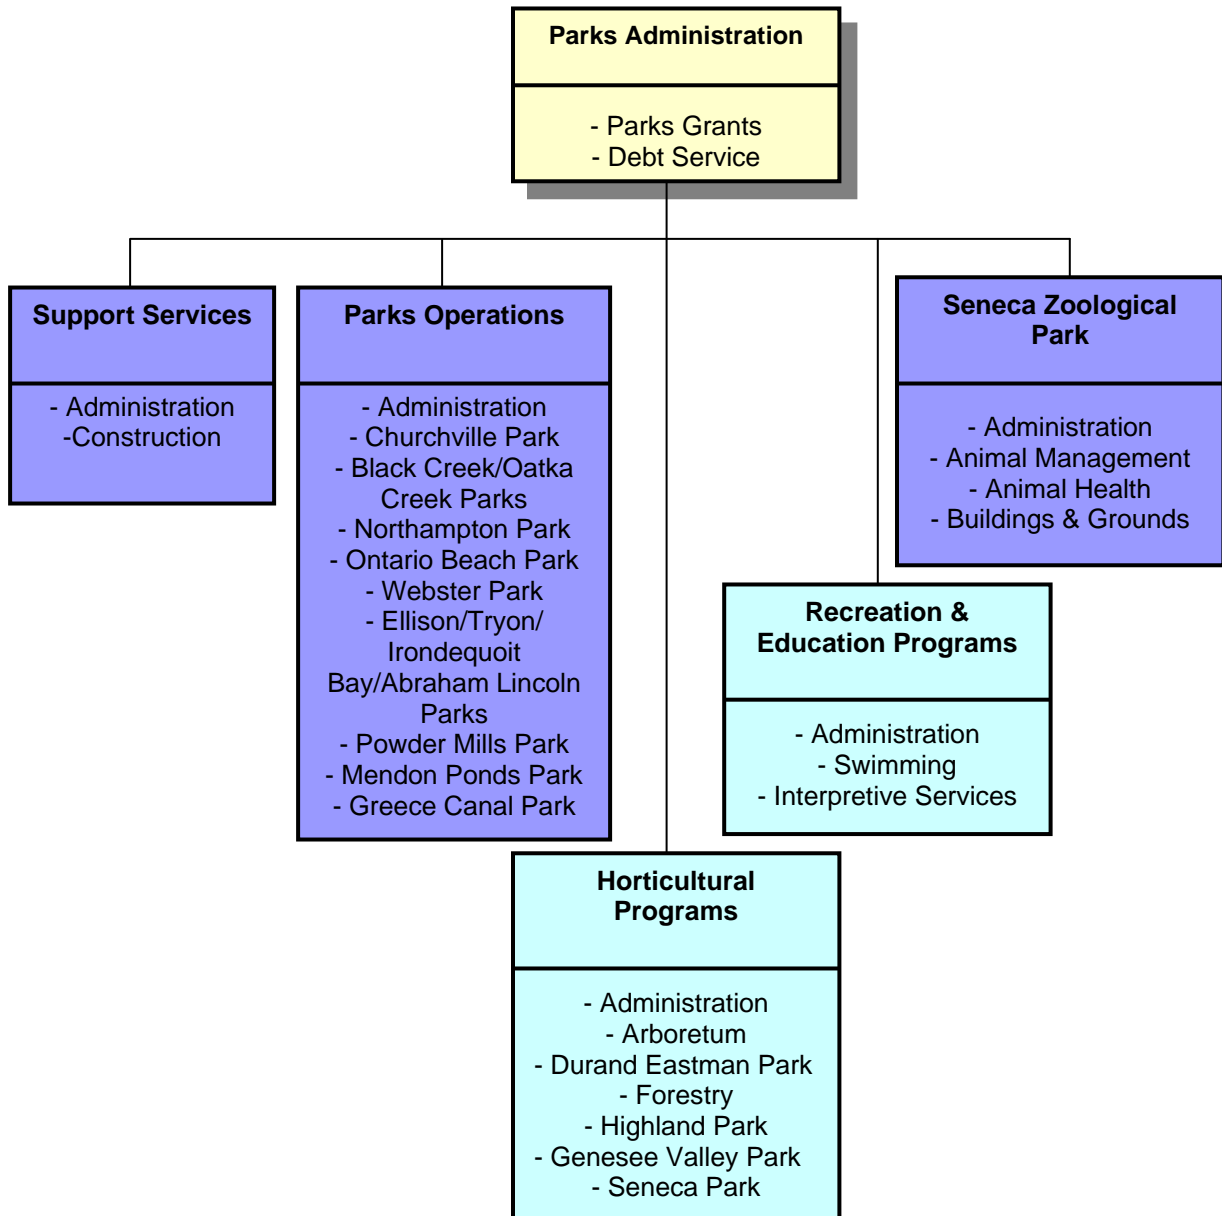 Parks Administration
- Parks Grants
- Debt Service
Support Services
- Administration
-Construction
Parks Operations
- Administration
- Churchville Park
- Black Creek/Oatka
Creek Parks
- Northampton Park
- Ontario Beach Park
- Webster Park
- Ellison/Tryon/
Irondequoit
Bay/Abraham Lincoln
Parks
- Powder Mills Park
- Mendon Ponds Park
- Greece Canal Park
Seneca Zoological
Park
- Administration
- Animal Management
- Animal Health
- Buildings & Grounds
Recreation &
Education Programs
- Administration
- Swimming
- Interpretive Services
Horticultural
Programs
- Administration
- Arboretum
- Durand Eastman Park
- Forestry
- Highland Park
- Genesee Valley Park
- Seneca Park